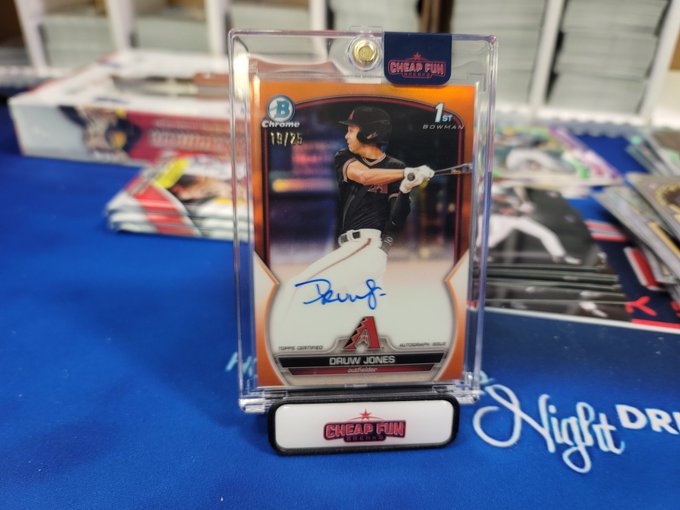 CHEAP FUN
BREAKS
B
Chrome
19/25
1ST
BOWMAN
TOPPS CERTIFIED
AUTOGRAPH ISSUE
A
DRUW JONES
outfielder
CHEAP FUN
BREAKS
Night DRE